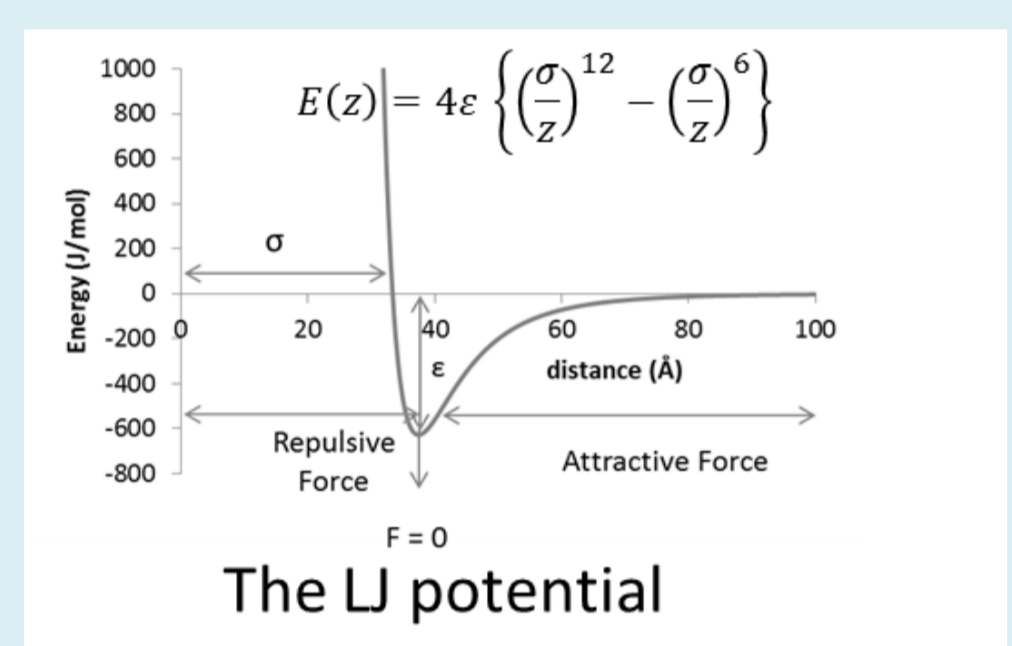 1000
E(z) = 4ε {(σ/z)^12 − (σ/z)^6}
800
600
400
σ
200
0
Energy (J/mol)
0 20 40 60 80 100
-200
ε
distance (Å)
-400
-600
Repulsive
Force
Attractive Force
-800
F = 0
The LJ potential